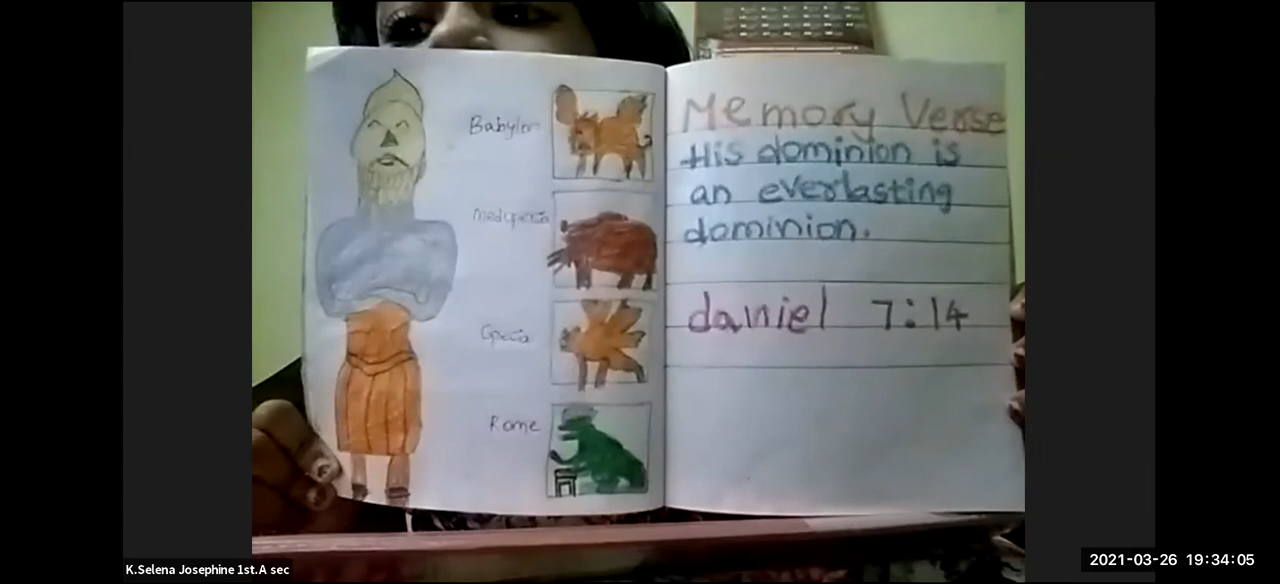 Babylon
Medopersia
Grecia
Rome
Memory Verse
His dominion is
an everlasting
dominion.
daniel 7:14
K.Selena Josephine 1st.A sec
2021-03-26 19:34:05